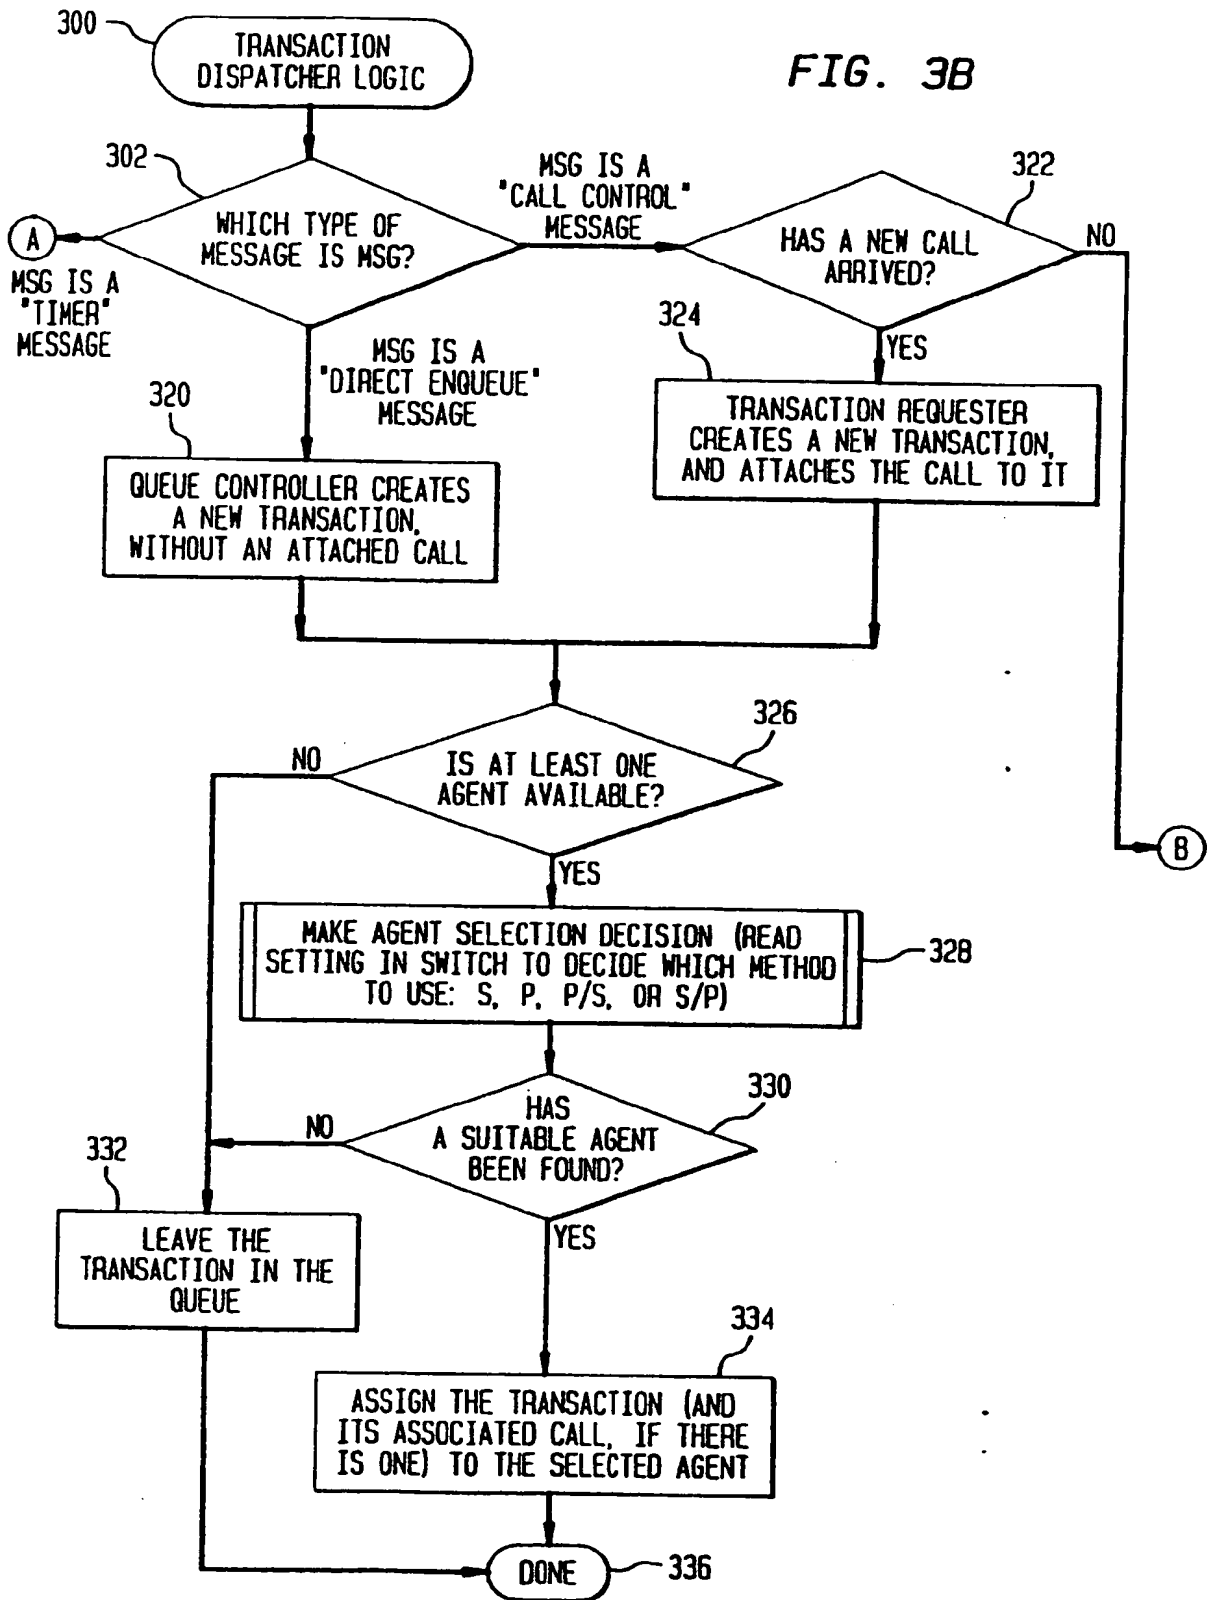 300
TRANSACTION
DISPATCHER LOGIC
FIG. 3B
302
WHICH TYPE OF
MESSAGE IS MSG?
A
MSG IS A
"TIMER"
MESSAGE
MSG IS A
"CALL CONTROL"
MESSAGE
322
HAS A NEW CALL
ARRIVED?
NO
324
YES
MSG IS A
"DIRECT ENQUEUE"
MESSAGE
320
TRANSACTION REQUESTER
CREATES A NEW TRANSACTION,
AND ATTACHES THE CALL TO IT
QUEUE CONTROLLER CREATES
A NEW TRANSACTION,
WITHOUT AN ATTACHED CALL
326
NO
IS AT LEAST ONE
AGENT AVAILABLE?
B
YES
MAKE AGENT SELECTION DECISION (READ
SETTING IN SWITCH TO DECIDE WHICH METHOD
TO USE: S, P, P/S, OR S/P)
328
330
HAS
A SUITABLE AGENT
BEEN FOUND?
NO
332
YES
LEAVE THE
TRANSACTION IN THE
QUEUE
334
ASSIGN THE TRANSACTION (AND
ITS ASSOCIATED CALL, IF THERE
IS ONE) TO THE SELECTED AGENT
DONE
336